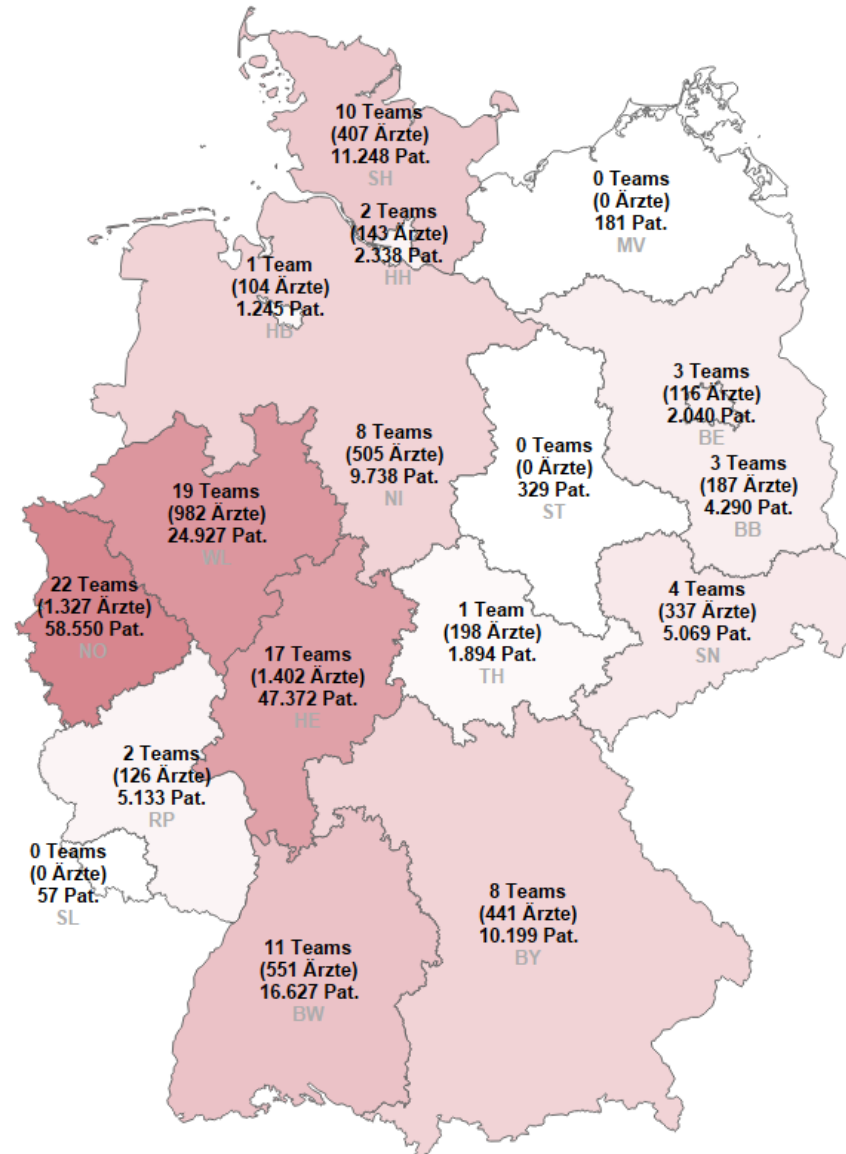 10 Teams
(407 Ärzte)
11.248 Pat.
SH
0 Teams
(0 Ärzte)
181 Pat.
MV
2 Teams
(143 Ärzte)
2.338 Pat.
HH
1 Team
(104 Ärzte)
1.245 Pat.
HB
3 Teams
(116 Ärzte)
2.040 Pat.
BE
8 Teams
(505 Ärzte)
9.738 Pat.
NI
0 Teams
(0 Ärzte)
329 Pat.
ST
3 Teams
(187 Ärzte)
4.290 Pat.
BB
19 Teams
(982 Ärzte)
24.927 Pat.
WL
22 Teams
(1.327 Ärzte)
58.550 Pat.
NO
17 Teams
(1.402 Ärzte)
47.372 Pat.
HE
1 Team
(198 Ärzte)
1.894 Pat.
TH
4 Teams
(337 Ärzte)
5.069 Pat.
SN
2 Teams
(126 Ärzte)
5.133 Pat.
RP
0 Teams
(0 Ärzte)
57 Pat.
SL
11 Teams
(551 Ärzte)
16.627 Pat.
BW
8 Teams
(441 Ärzte)
10.199 Pat.
BY